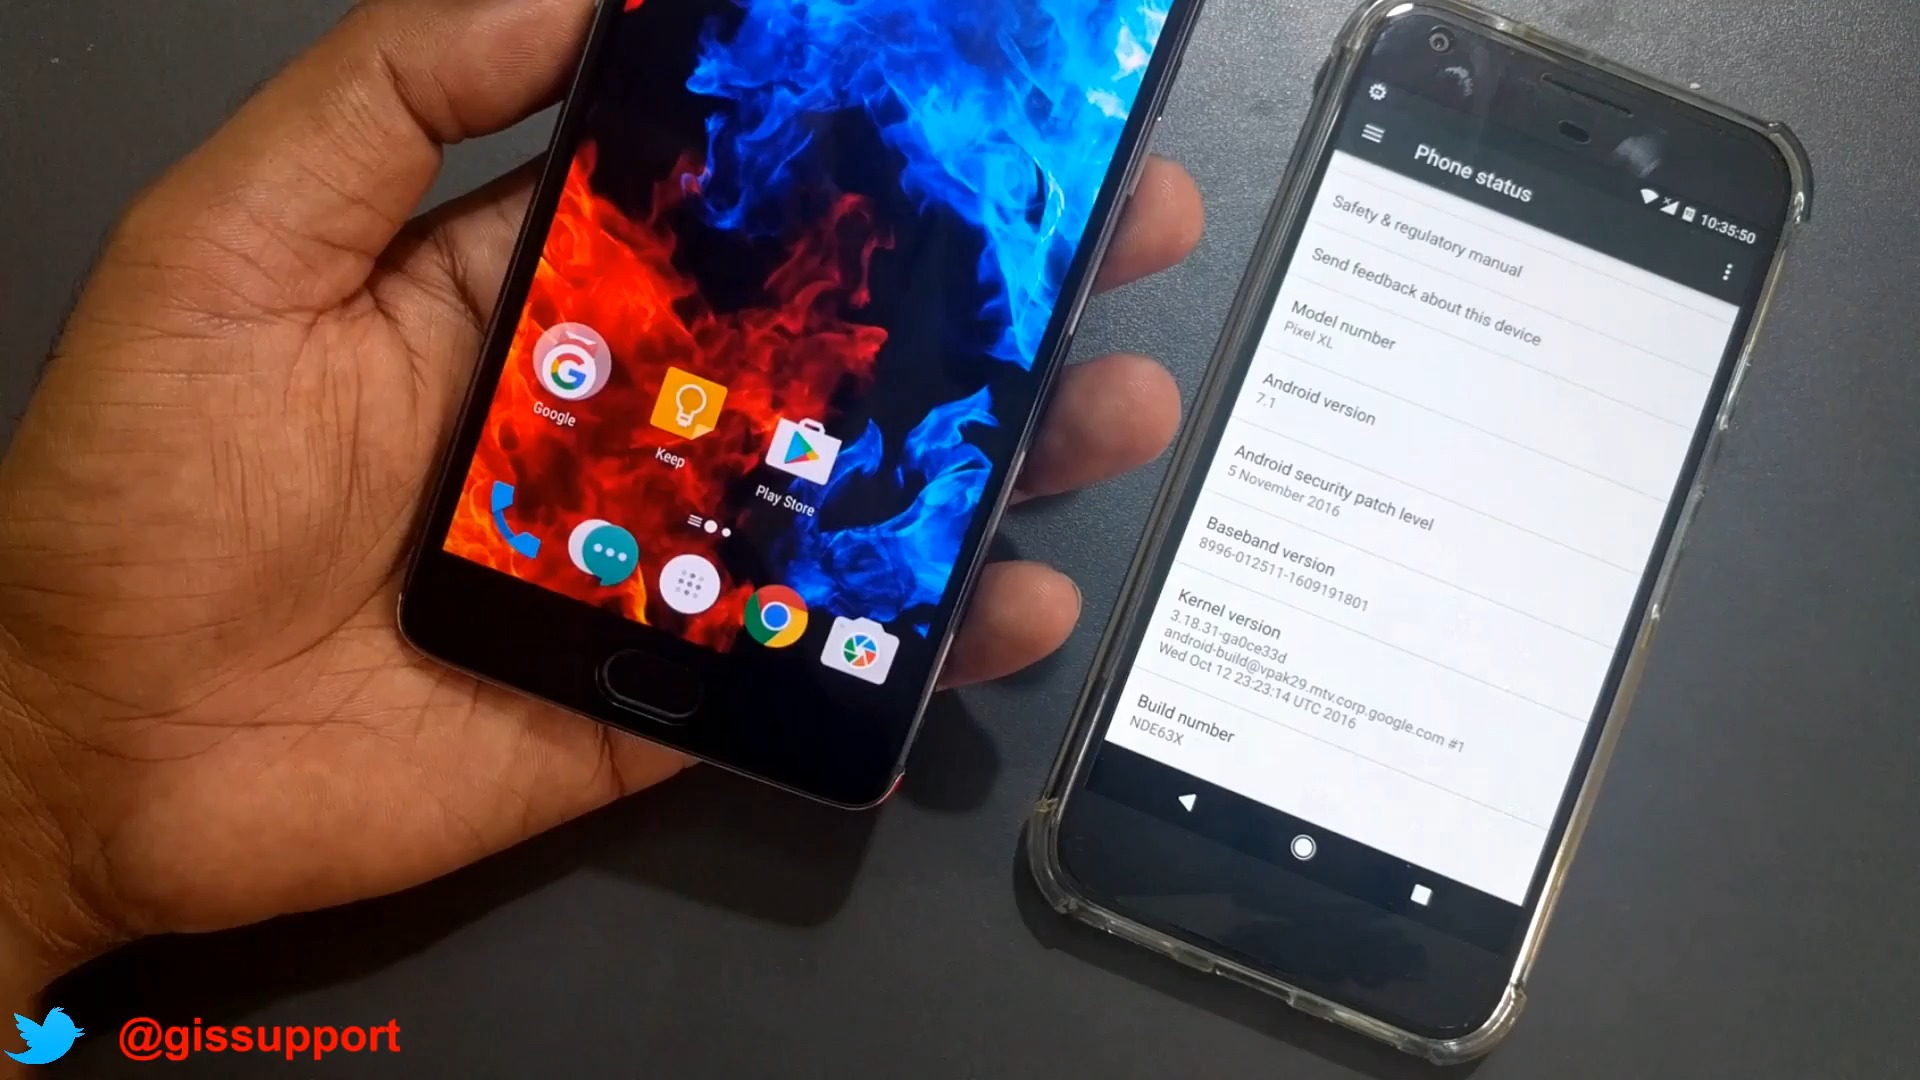 Google
Keep
Play Store
10:35:50
Phone status
Safety & regulatory manual
Send feedback about this device
Model number
Pixel XL
Android version
7.1
Android security patch level
5 November 2016
Baseband version
8996-012511-1609191801
Kernel version
3.18.31-ga0ce33d
android-build@vpak29.mtv.corp.google.com #1
Wed Oct 12 23:23:14 UTC 2016
Build number
NDE63X
@gissupport